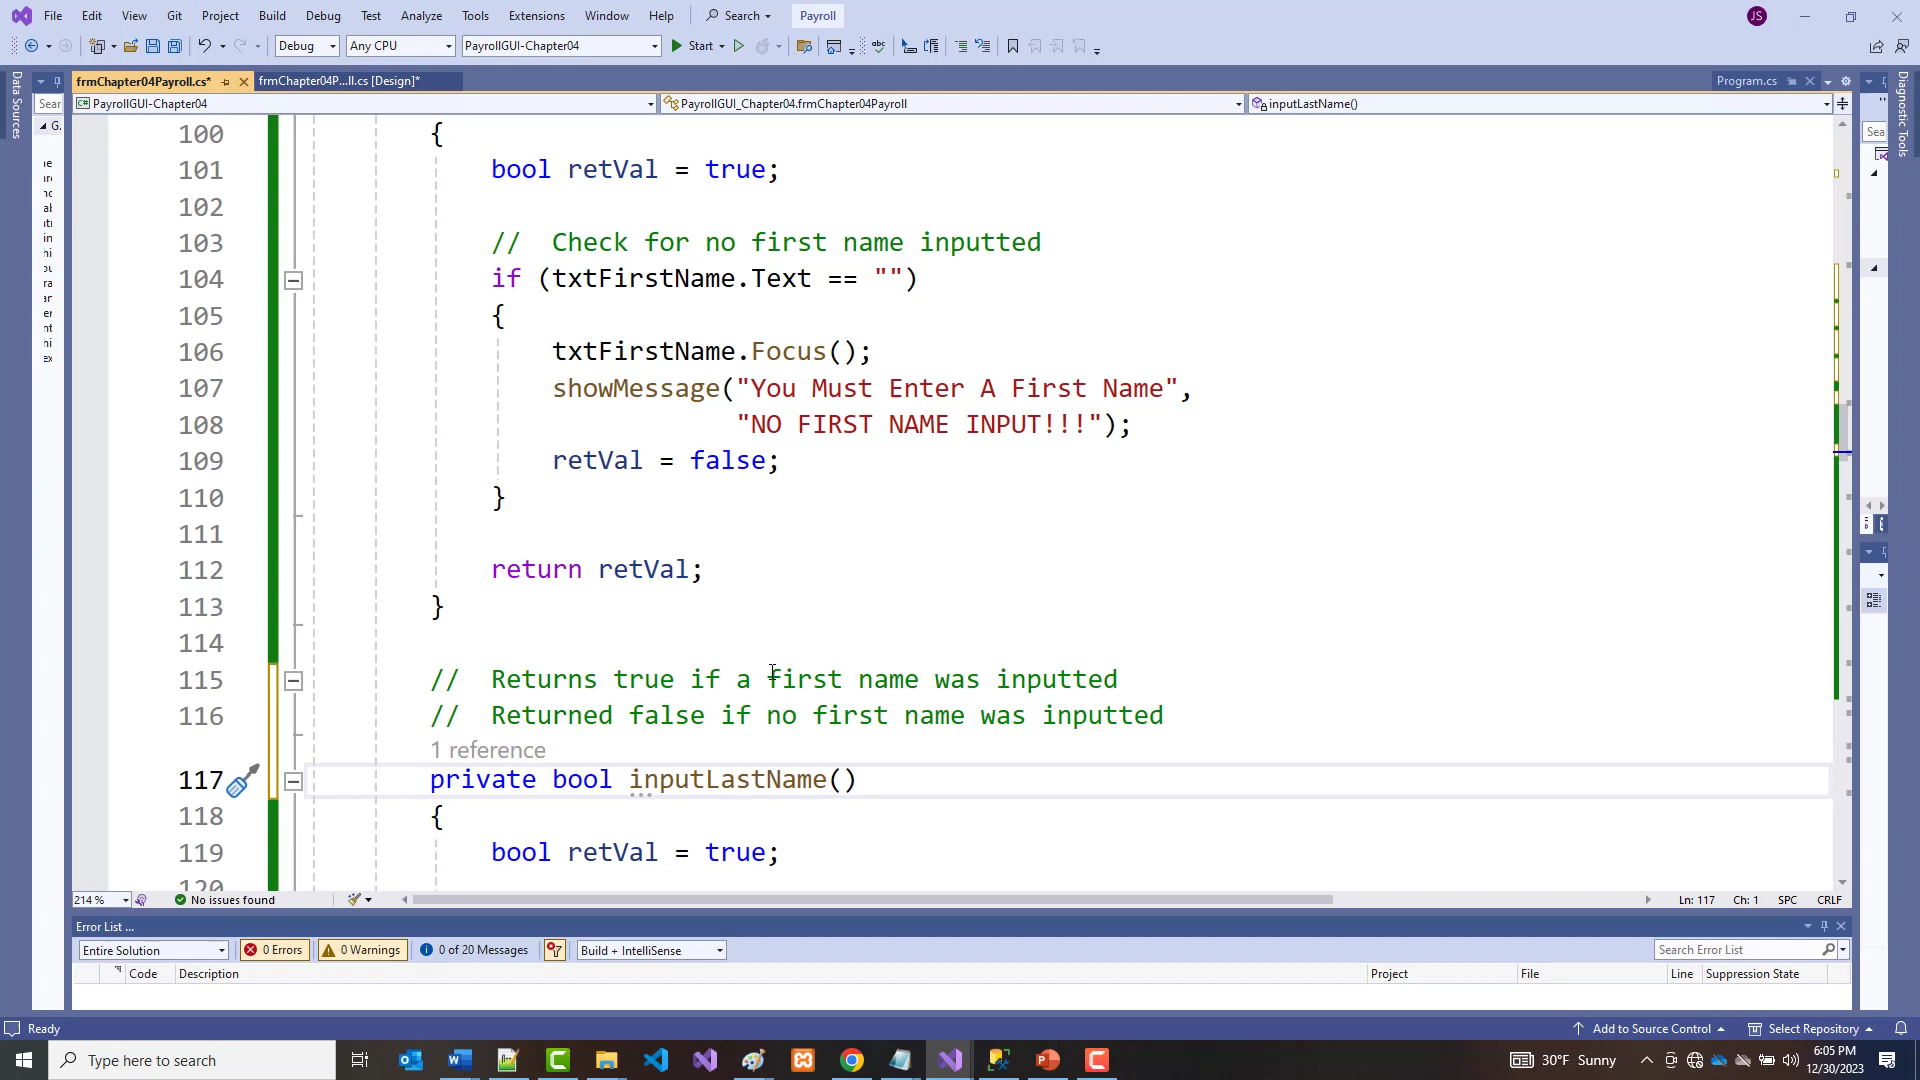 File Edit View Git Project Build Debug Test Analyze Tools Extensions Window Help Search Payroll JS
Debug Any CPU PayrollGUI-Chapter04 Start
frmChapter04Payroll.cs* frmChapter04P...ll.cs [Design]* Program.cs
Data Sources
Diagnostic Tools
Sear
PayrollGUI-Chapter04 PayrollGUI_Chapter04.frmChapter04Payroll inputLastName()
G.
Sea
100 {
101 bool retVal = true;
102
103 // Check for no first name inputted
104 if (txtFirstName.Text == "")
105 {
106 txtFirstName.Focus();
107 showMessage("You Must Enter A First Name",
108 "NO FIRST NAME INPUT!!!");
109 retVal = false;
110 }
111
112 return retVal;
113 }
114
115 // Returns true if a first name was inputted
116 // Returned false if no first name was inputted
1 reference
117 private bool inputLastName()
118 {
119 bool retVal = true;
120
214 % No issues found Ln: 117 Ch: 1 SPC CRLF
Error List ...
Entire Solution 0 Errors 0 Warnings 0 of 20 Messages Build + IntelliSense Search Error List
Code Description Project File Line Suppression State
Ready Add to Source Control Select Repository
Type here to search 30°F Sunny 6:05 PM
12/30/2023